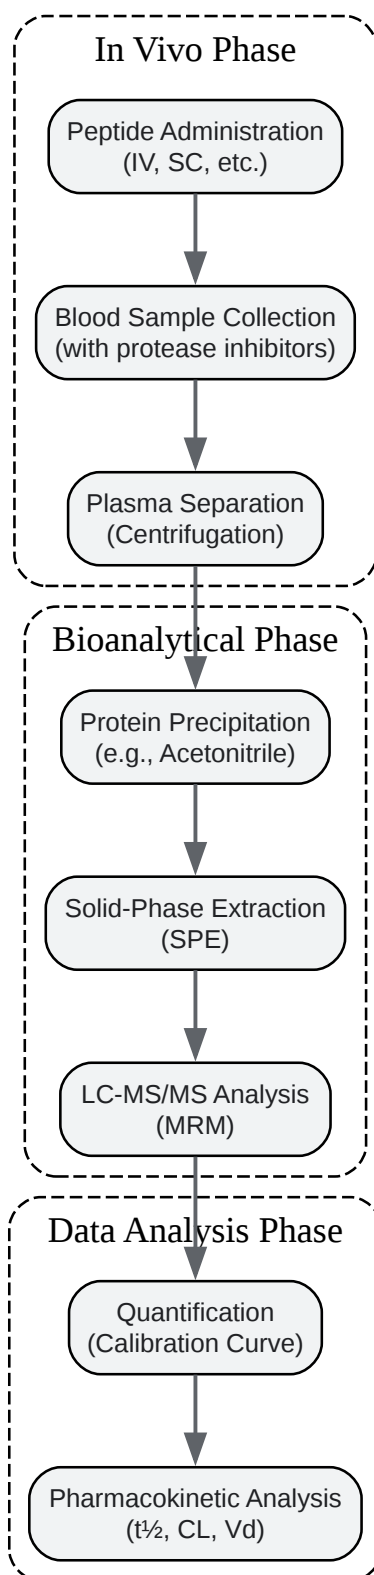 In Vivo Phase
Peptide Administration
(IV, SC, etc.)
Blood Sample Collection
(with protease inhibitors)
Plasma Separation
(Centrifugation)
Bioanalytical Phase
Protein Precipitation
(e.g., Acetonitrile)
Solid-Phase Extraction
(SPE)
LC-MS/MS Analysis
(MRM)
Data Analysis Phase
Quantification
(Calibration Curve)
Pharmacokinetic Analysis
(t½, CL, Vd)